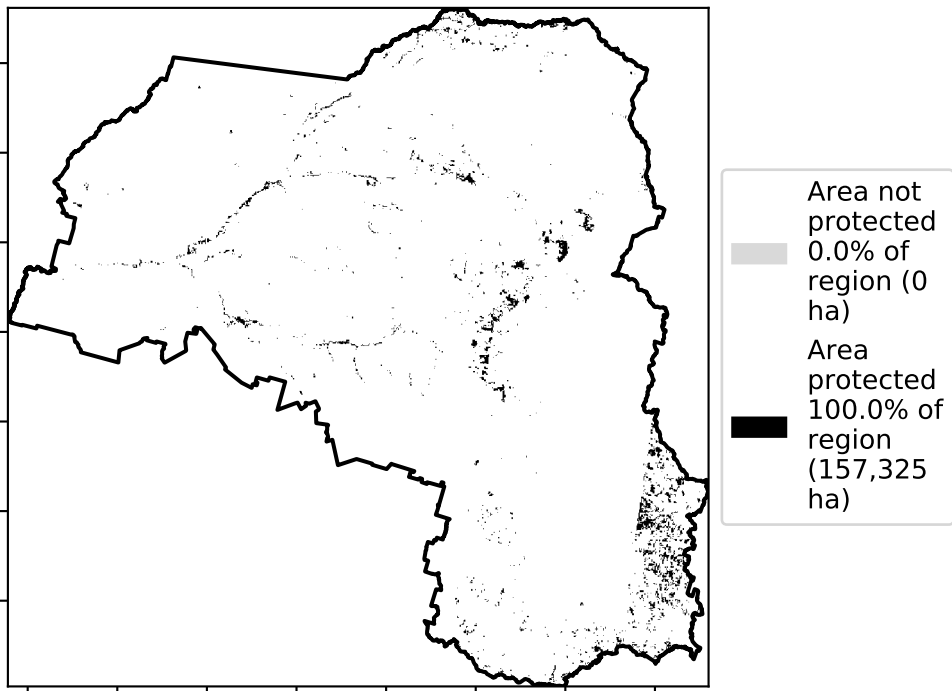 Area not
protected
0.0% of
region (0
ha)
Area
protected
100.0% of
region
(157,325
ha)